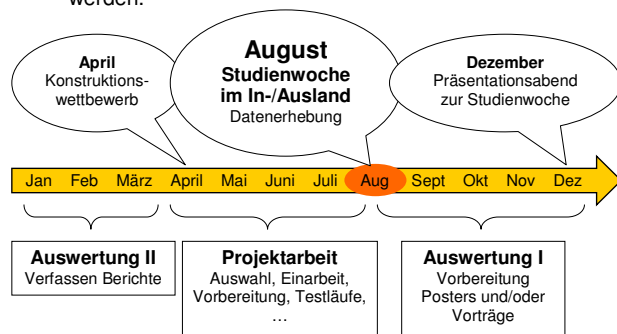 werden.
April
Konstruktions-
wettbewerb
August
Studienwoche
im In-/Ausland
Datenerhebung
Dezember
Präsentationsabend
zur Studienwoche
Jan Feb März April Mai Juni Juli Aug Sept Okt Nov Dez
Auswertung II
Verfassen Berichte
Projektarbeit
Auswahl, Einarbeit,
Vorbereitung, Testläufe,
…
Auswertung I
Vorbereitung
Posters und/oder
Vorträge